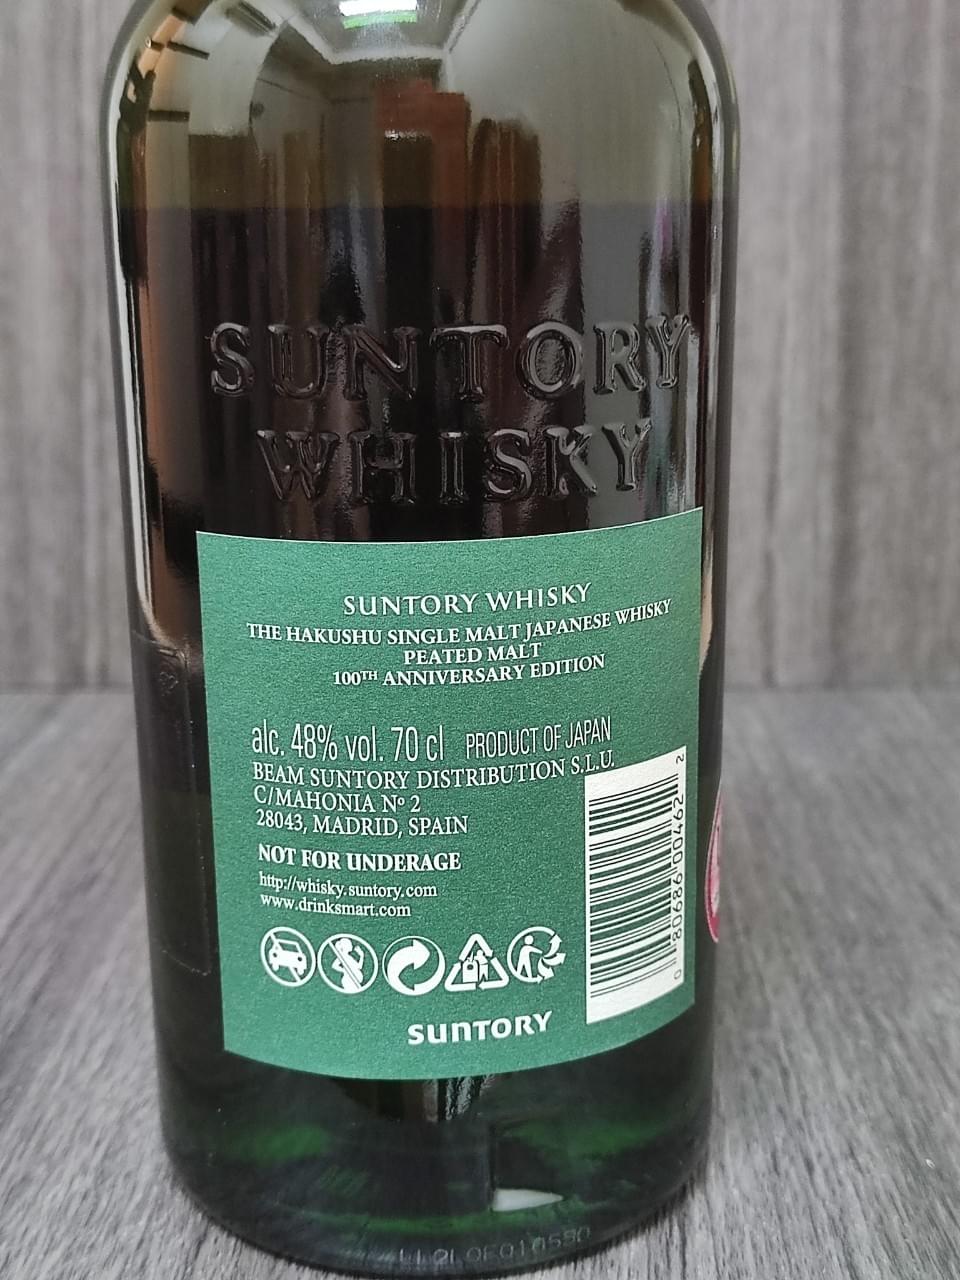 SUNTORY
WHISKY
SUNTORY WHISKY
THE HAKUSHU SINGLE MALT JAPANESE WHISKY
PEATED MALT
100TH ANNIVERSARY EDITION
alc. 48% vol. 70 cl PRODUCT OF JAPAN
BEAM SUNTORY DISTRIBUTION S.L.U.
C/MAHONIA Nº 2
28043, MADRID, SPAIN
NOT FOR UNDERAGE
http://whisky.suntory.com
www.drinksmart.com
0 80686 00462 2
SUNTORY